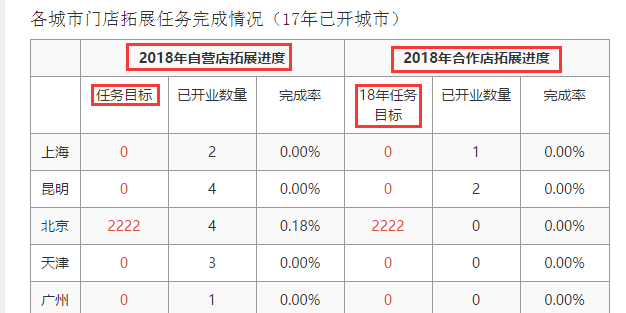 各城市门店拓展任务完成情况（17年已开城市）
2018年自营店拓展进度 2018年合作店拓展进度
任务目标 已开业数量 完成率 18年任务目标 已开业数量 完成率
上海 0 2 0.00% 0 1 0.00%
昆明 0 4 0.00% 0 2 0.00%
北京 2222 4 0.18% 2222 0 0.00%
天津 0 3 0.00% 0 0 0.00%
广州 0 1 0.00% 0 0 0.00%